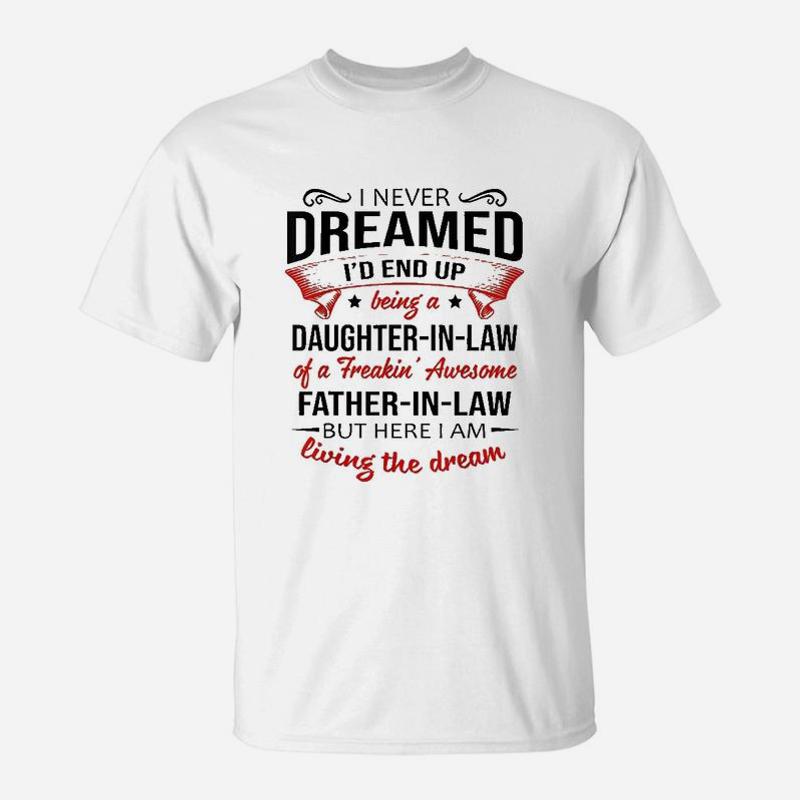 I NEVER
DREAMED
I'D END UP
being a
DAUGHTER-IN-LAW
of a Freakin' Awesome
FATHER-IN-LAW
BUT HERE I AM
living the dream